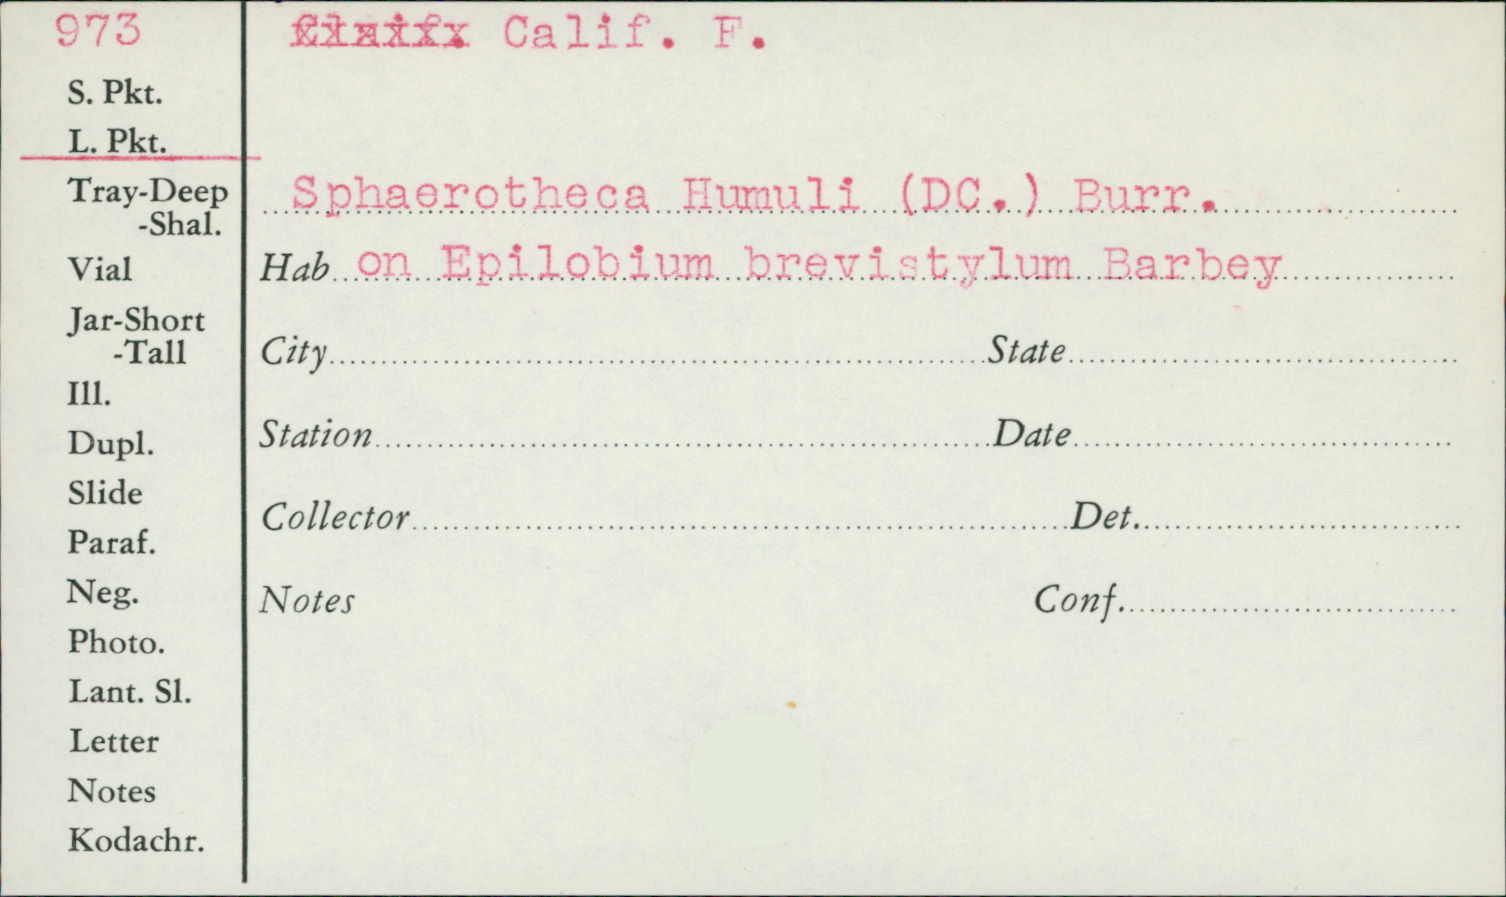 973 Calif. F.
S. Pkt.
L. Pkt.
Tray-Deep
-Shal.
Sphaerotheca Humuli (DC.) Burr.
Vial
Hab. on Epilobium brevistylum Barbey
Jar-Short
-Tall
City State
Ill.
Dupl.
Station Date
Slide
Collector Det.
Paraf.
Neg.
Notes Conf.
Photo.
Lant. Sl.
Letter
Notes
Kodachr.